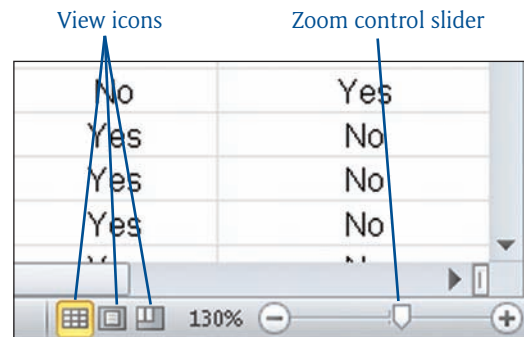 View icons Zoom control slider
No Yes
Yes No
Yes No
Yes No
130%